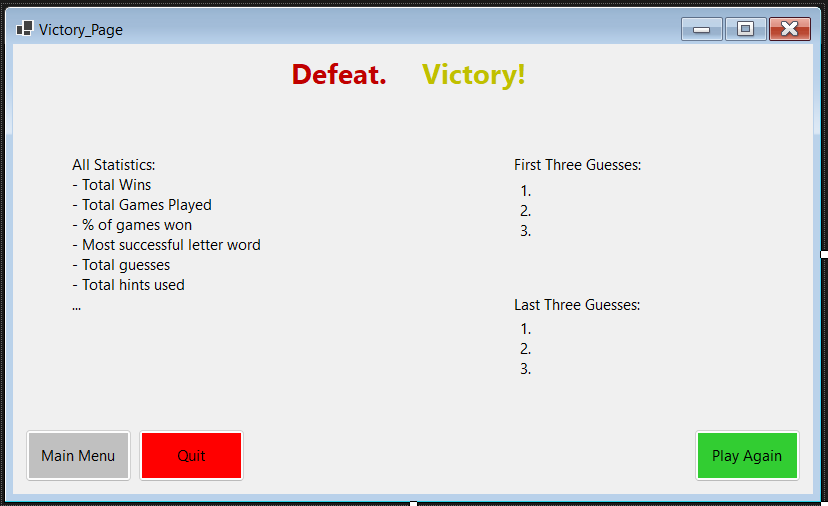 Victory_Page
Defeat. Victory!
All Statistics:
- Total Wins
- Total Games Played
- % of games won
- Most successful letter word
- Total guesses
- Total hints used
...
First Three Guesses:
1.
2.
3.
Last Three Guesses:
1.
2.
3.
Main Menu
Quit
Play Again